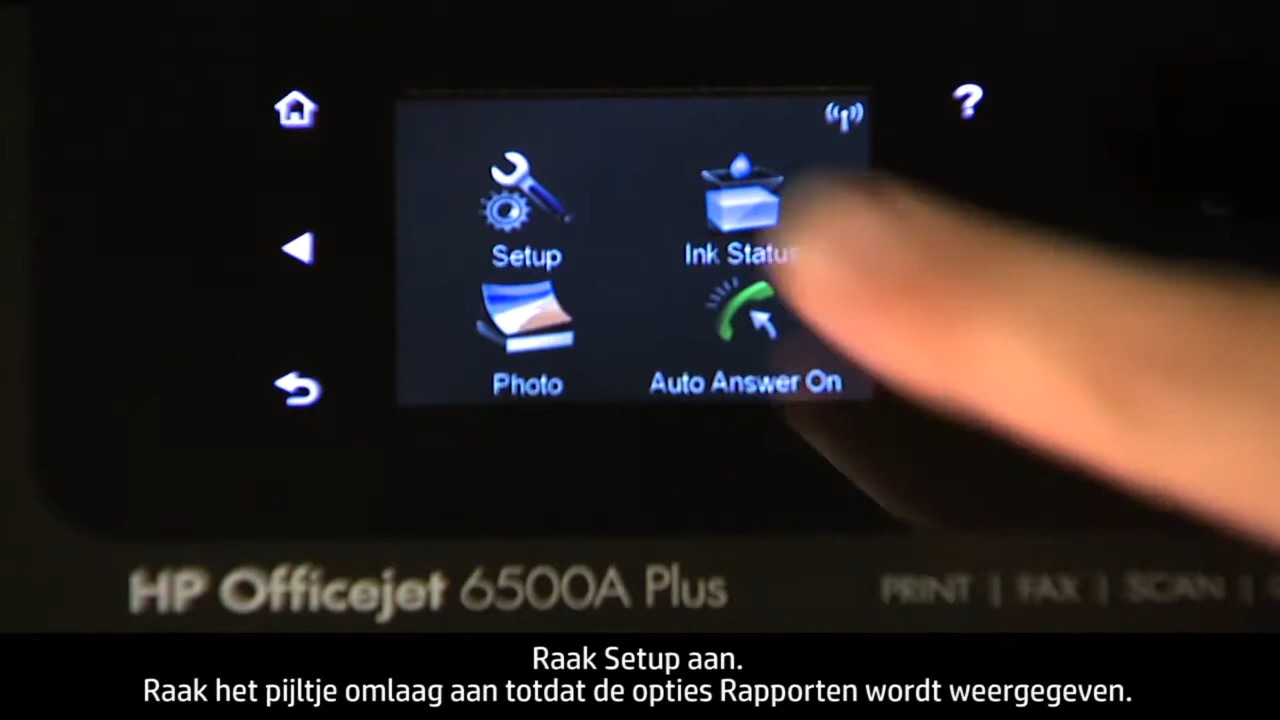 ?
Setup
Ink Status
Photo
Auto Answer On
HP Officejet 6500A Plus
PRINT | FAX | SCAN |
Raak Setup aan.
Raak het pijltje omlaag aan totdat de opties Rapporten wordt weergegeven.